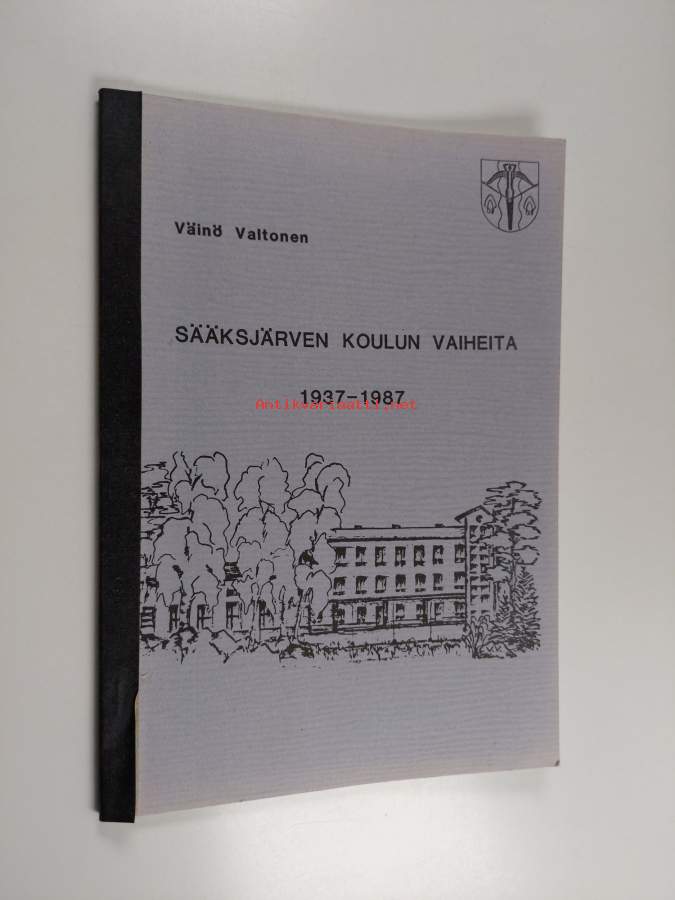 Väinö Valtonen
SÄÄKSJÄRVEN KOULUN VAIHEITA
1937-1987
Antikvariaatti.net